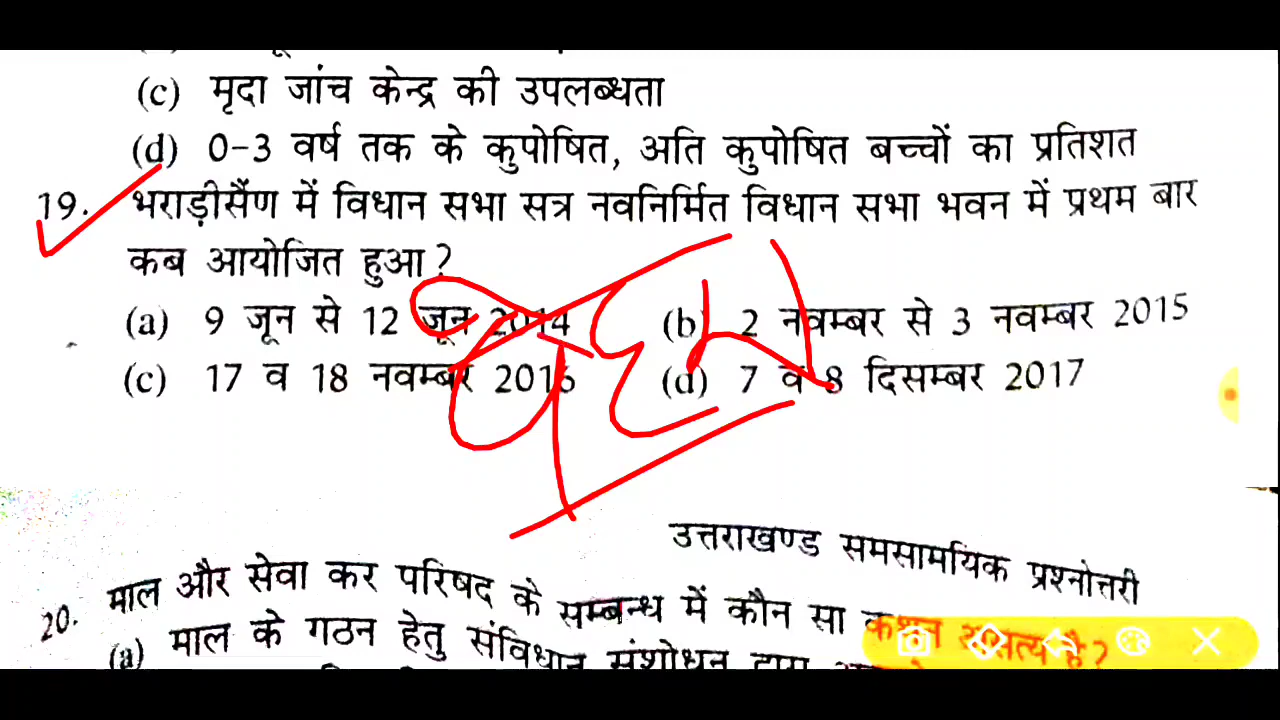 (c) मृदा जांच केन्द्र की उपलब्धता
(d) 0-3 वर्ष तक के कुपोषित, अति कुपोषित बच्चों का प्रतिशत
19. भराड़ीसैंण में विधान सभा सत्र नवनिर्मित विधान सभा भवन में प्रथम बार
कब आयोजित हुआ?
(a) 9 जून से 12 जून 2014 (b) 2 नवम्बर से 3 नवम्बर 2015
(c) 17 व 18 नवम्बर 2016 (d) 7 व 8 दिसम्बर 2017
उत्तराखण्ड समसामयिक प्रश्नोत्तरी
20. माल और सेवा कर परिषद के सम्बन्ध में कौन सा कथन असत्य है?
(a) माल के गठन हेतु संविधान संशोधन द्वारा